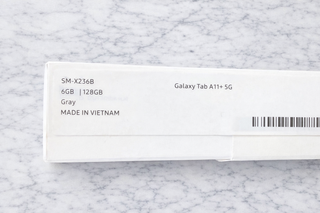 SM-X236B
6GB | 128GB
Gray
MADE IN VIETNAM
Galaxy Tab A11+ 5G